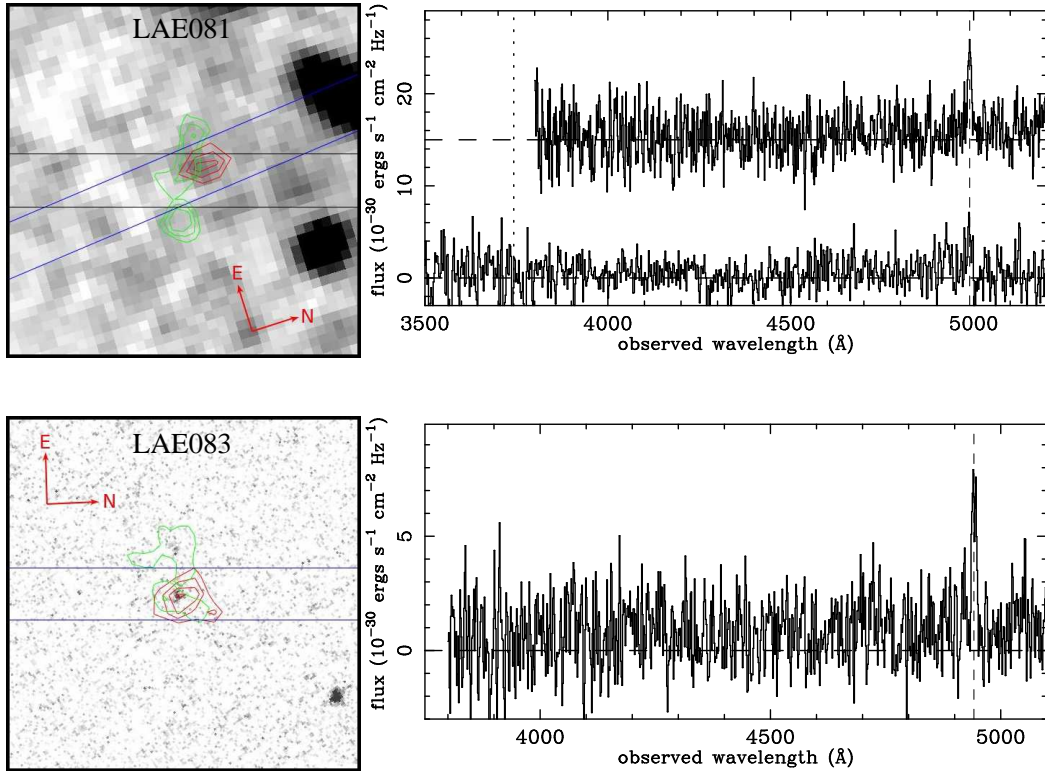 LAE081
E
N
flux (10⁻³⁰ ergs s⁻¹ cm⁻² Hz⁻¹)
20
10
0
3500 4000 4500 5000
observed wavelength (Å)
LAE083
E
N
flux (10⁻³⁰ ergs s⁻¹ cm⁻² Hz⁻¹)
5
0
4000 4500 5000
observed wavelength (Å)